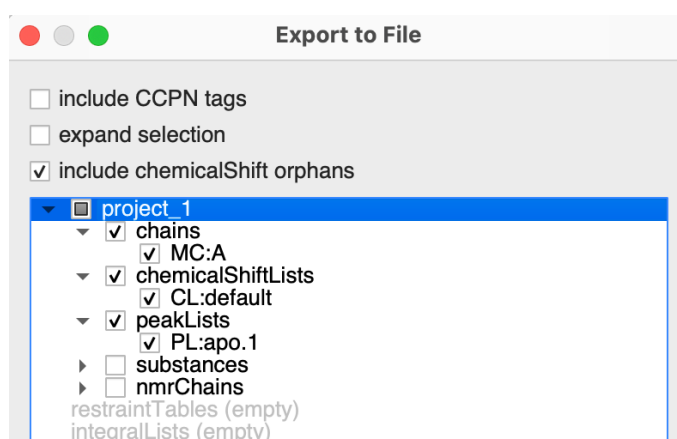 Export to File
include CCPN tags
expand selection
include chemicalShift orphans
project_1
chains
MC:A
chemicalShiftLists
CL:default
peakLists
PL:apo.1
substances
nmrChains
restraintTables (empty)
integralLists (empty)